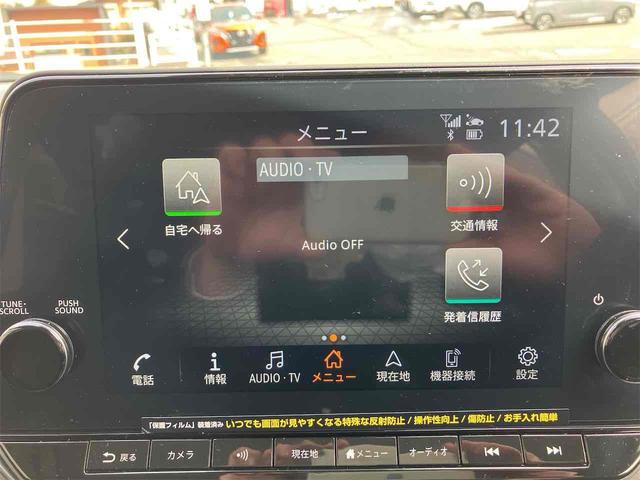 メニュー
11:42
AUDIO・TV
自宅へ帰る
交通情報
Audio OFF
発着信履歴
TUNE・
SCROLL
PUSH
SOUND
電話
情報
AUDIO・TV
メニュー
現在地
機器接続
設定
「保護フィルム」装着済み いつでも画面が見やすくなる特殊な反射防止 / 操作性向上 / 傷防止 / お手入れ簡単
戻る
カメラ
現在地
メニュー
オーディオ